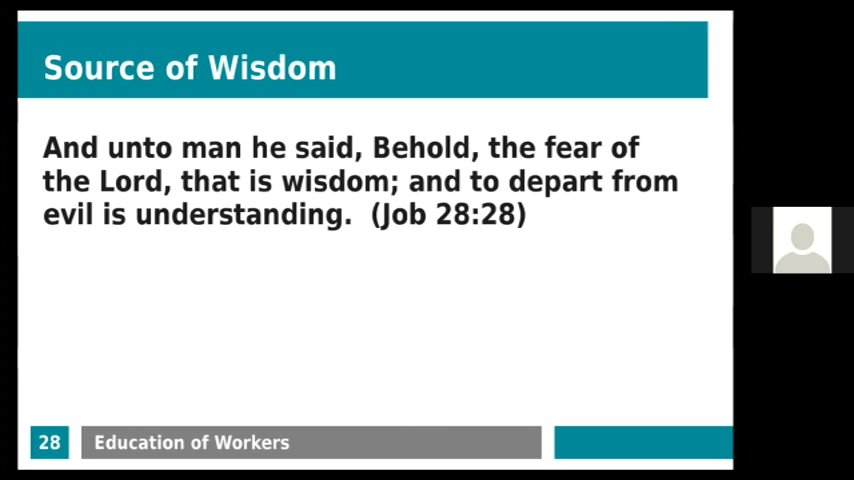 Source of Wisdom
And unto man he said, Behold, the fear of
the Lord, that is wisdom; and to depart from
evil is understanding.  (Job 28:28)
28
Education of Workers